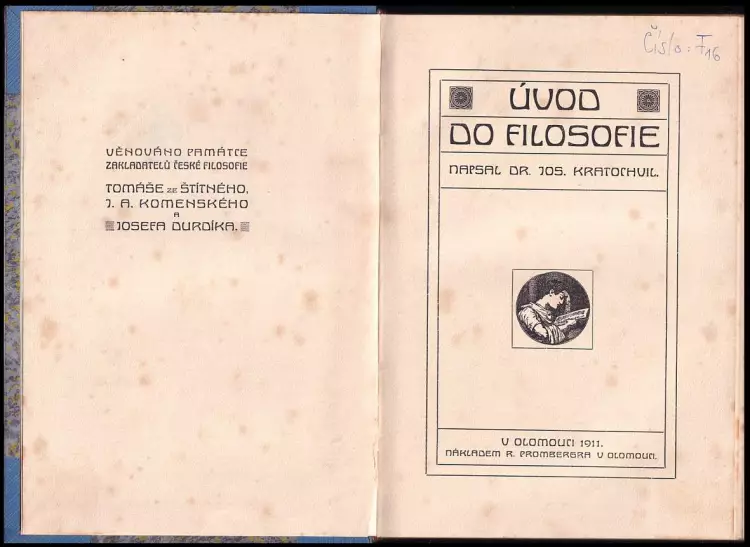 VĚNOVÁNO PAMÁTCE
ZAKLADATELŮ ČESKÉ FILOSOFIE
TOMÁŠE ZE ŠTÍTNÉHO,
J. A. KOMENSKÉHO
A
JOSEFA DURDÍKA.
Číslo: I 16
ÚVOD
DO FILOSOFIE
NAPSAL DR. JOS. KRATOCHVIL.
V OLOMOUCI 1911.
NÁKLADEM R. PROMBERGRA V OLOMOUCI.